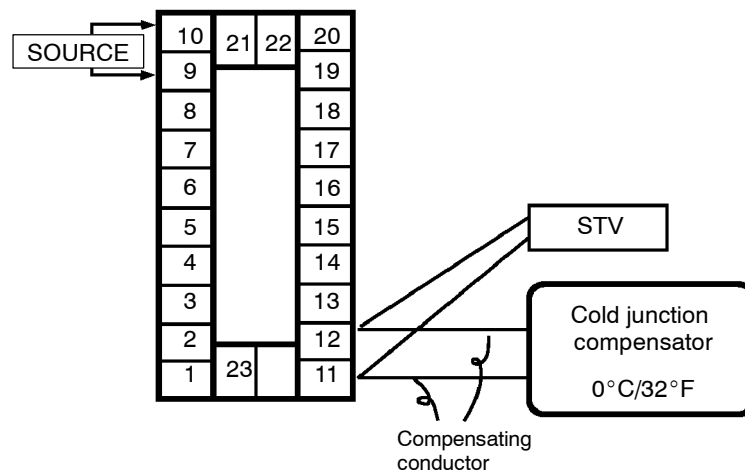 10 21 22 20
SOURCE
9 19
8 18
7 17
6 16
5 15
STV
4 14
3 13
Cold junction
2 12
compensator
1 23 11
0°C/32°F
Compensating
conductor